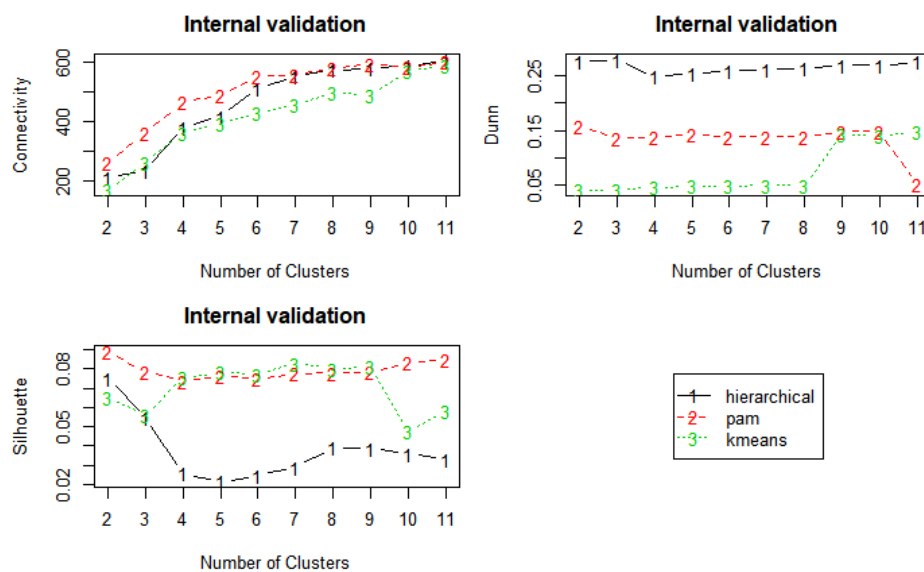 Internal validation
Connectivity
600
400
200
2 3 4 5 6 7 8 9 10 11
Number of Clusters
Internal validation
Dunn
0.25
0.15
0.05
2 3 4 5 6 7 8 9 10 11
Number of Clusters
Internal validation
Silhouette
0.08
0.05
0.02
2 3 4 5 6 7 8 9 10 11
Number of Clusters
1 hierarchical
2 pam
3 kmeans